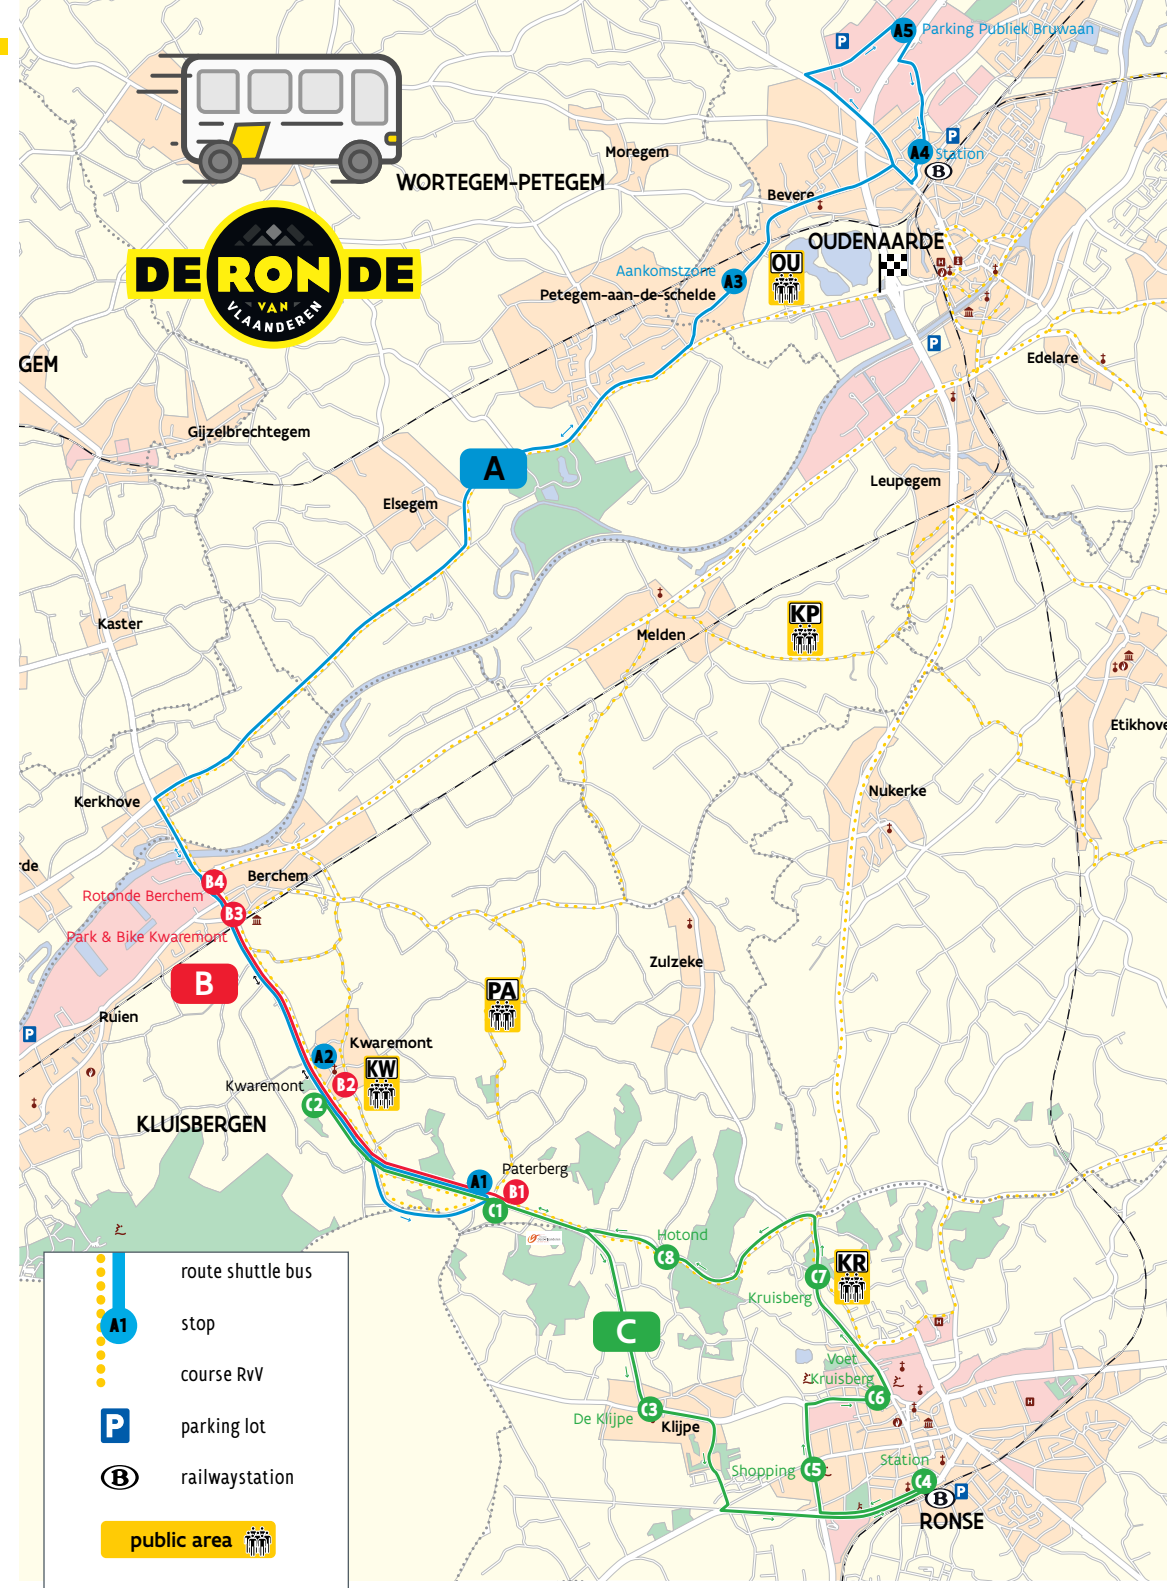 A5 Parking Publiek Bruwaan
P
P
A4 Station
B
Moregem
WORTEGEM-PETEGEM
Bevere
OUDENAARDE
DE RONDE
VAN
VLAANDEREN
Aankomstzone A3
OU
Petegem-aan-de-schelde
H
P
Edelare
GEM
Gijzelbrechtegem
A
Leupegem
Elsegem
KP
Kaster
Melden
Etikhove
Kerkhove
Nukerke
rde
Berchem
B4
Rotonde Berchem
B3
Park & Bike Kwaremont
Zulzeke
B
PA
Ruien
P
Kwaremont
A2
KW
Kwaremont
B2
C2
KLUISBERGEN
Paterberg
A1
B1
C1
Hotond
C8
KR
C7
Kruisberg
C
H
Voet
Kruisberg
C6
H
De Klijpe C3
Klijpe
Station
Shopping C5
C4
B
P
RONSE
route shuttle bus
A1 stop
course RvV
P parking lot
B railwaystation
public area